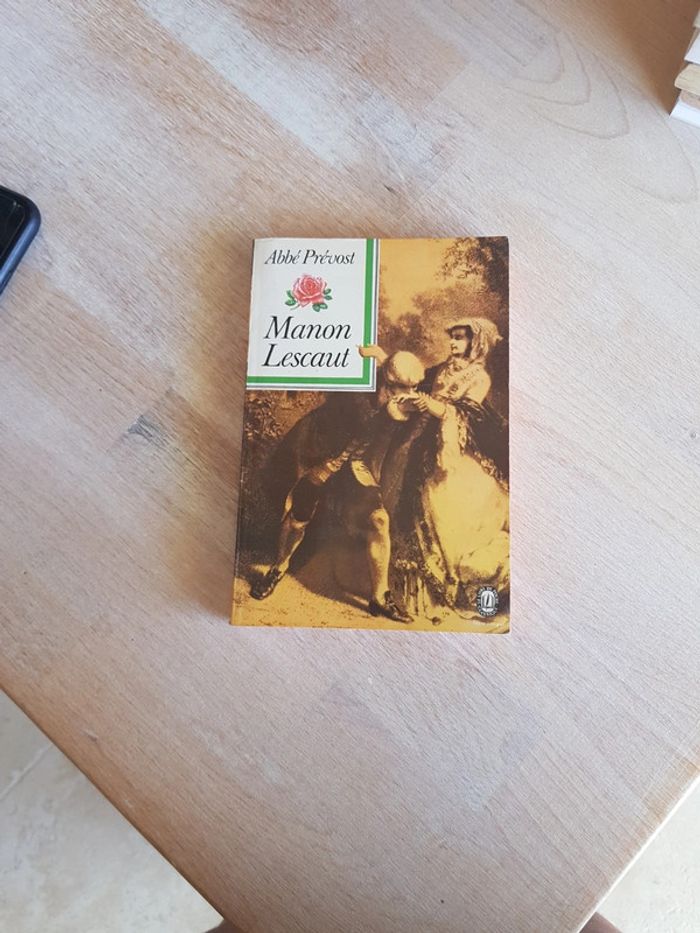 Abbé Prévost
Manon
Lescaut